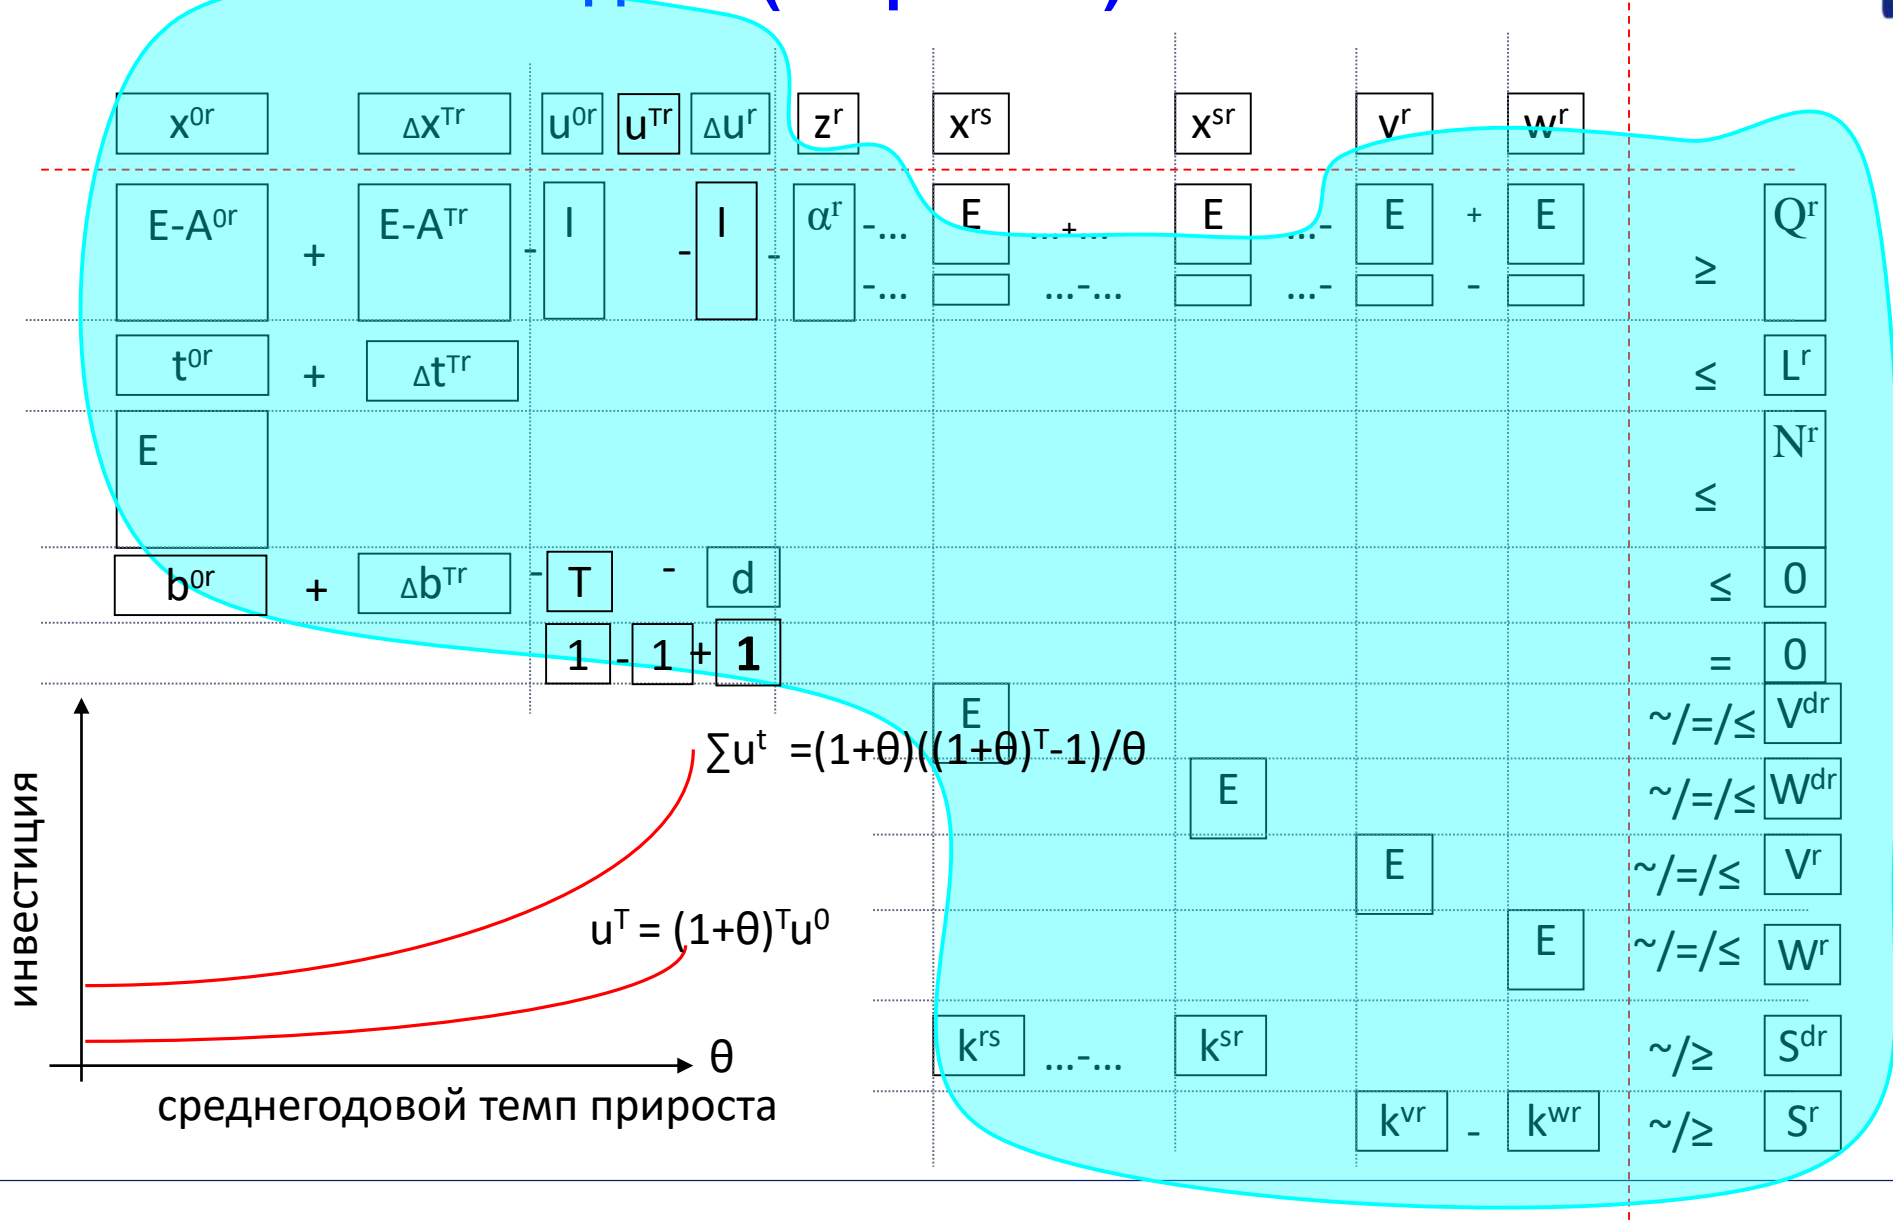 x⁰ʳ ΔxTr u⁰ʳ uTr Δuʳ zʳ xʳˢ xˢʳ vʳ wʳ
E-A⁰ʳ + E-ATr - I - I - αʳ -... E ...+... E ...- E + E ≥ Qʳ
-... ...-... ...- -
t⁰ʳ + ΔtTr ≤ Lʳ
E ≤ Nʳ
b⁰ʳ + ΔbTr - T - d ≤ 0
1 - 1 + 1 = 0
E ~/=/≤ Vᵈʳ
∑uᵗ =(1+θ)((1+θ)ᵀ-1)/θ
E ~/=/≤ Wᵈʳ
E ~/=/≤ Vʳ
uᵀ = (1+θ)ᵀu⁰
E ~/=/≤ Wʳ
kʳˢ ...-... kˢʳ ~/≥ Sᵈʳ
kᵛʳ - kʷʳ ~/≥ Sʳ
инвестиция
θ
среднегодовой темп прироста